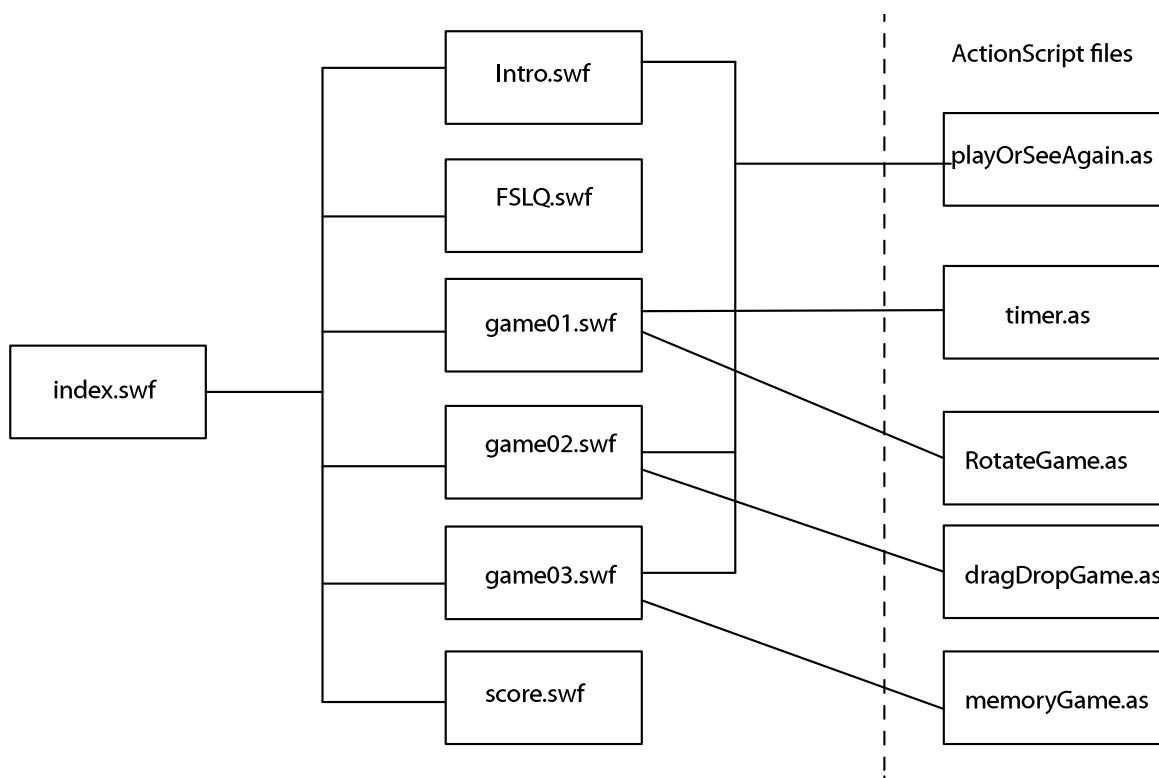 Intro.swf
FSLQ.swf
game01.swf
index.swf
game02.swf
game03.swf
score.swf
ActionScript files
playOrSeeAgain.as
timer.as
RotateGame.as
dragDropGame.as
memoryGame.as